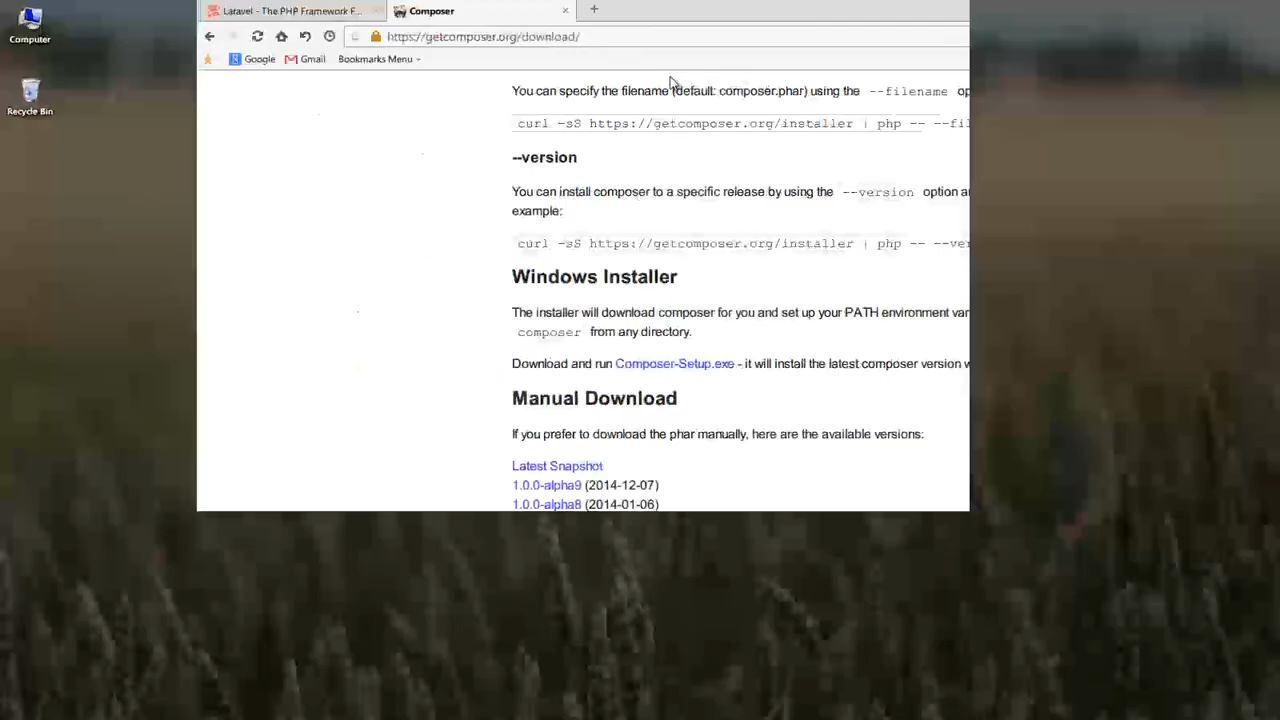 Laravel - The PHP Framework F...
Composer
https://getcomposer.org/download/
Google
Gmail
Bookmarks Menu
Computer
Recycle Bin
You can specify the filename (default: composer.phar) using the --filename op
curl -sS https://getcomposer.org/installer | php -- --fil
--version
You can install composer to a specific release by using the --version option a
example:
curl -sS https://getcomposer.org/installer | php -- --ver
Windows Installer
The installer will download composer for you and set up your PATH environment var
composer from any directory.
Download and run Composer-Setup.exe - it will install the latest composer version w
Manual Download
If you prefer to download the phar manually, here are the available versions:
Latest Snapshot
1.0.0-alpha9 (2014-12-07)
1.0.0-alpha8 (2014-01-06)